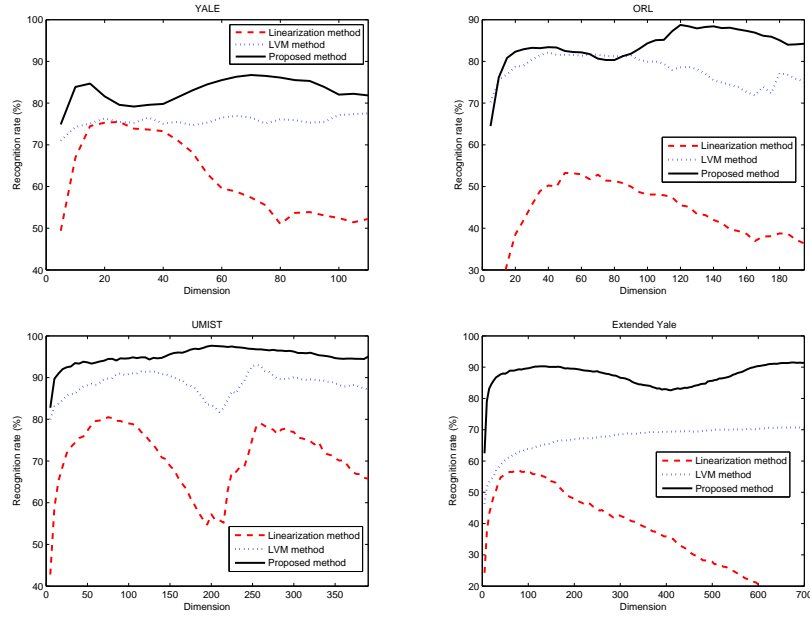 YALE
Recognition rate (%)
90
80
70
60
50
40
30
Linearization method
LVM method
Proposed method
0
20
40
60
80
100
Dimension
ORL
Recognition rate (%)
90
80
70
60
50
40
30
Linearization method
LVM method
Proposed method
0
20
40
60
80
100
120
140
160
180
Dimension
UMIST
Recognition rate (%)
100
90
80
70
60
50
40
Linearization method
LVM method
Proposed method
0
50
100
150
200
250
300
350
Dimension
Extended Yale
Recognition rate (%)
100
90
80
70
60
50
40
30
20
Linearization method
LVM method
Proposed method
0
100
200
300
400
500
600
700
Dimension